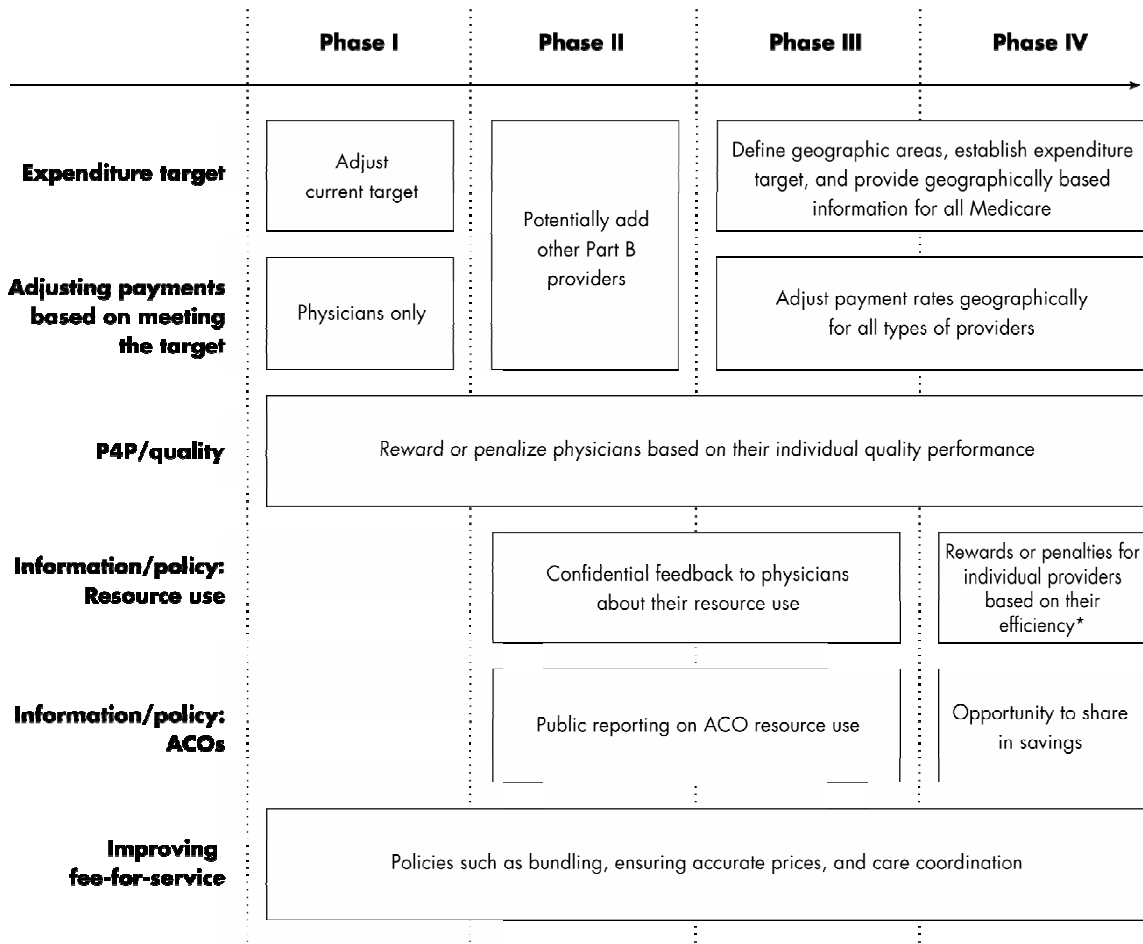 Phase I
Phase II
Phase III
Phase IV
Expenditure target
Adjust
current target
Potentially add
other Part B
providers
Define geographic areas, establish expenditure
target, and provide geographically based
information for all Medicare
Adjusting payments
based on meeting
the target
Physicians only
Adjust payment rates geographically
for all types of providers
P4P/quality
Reward or penalize physicians based on their individual quality performance
Information/policy:
Resource use
Confidential feedback to physicians
about their resource use
Rewards or penalties for
individual providers
based on their
efficiency*
Information/policy:
ACOs
Public reporting on ACO resource use
Opportunity to share
in savings
Improving
fee-for-service
Policies such as bundling, ensuring accurate prices, and care coordination